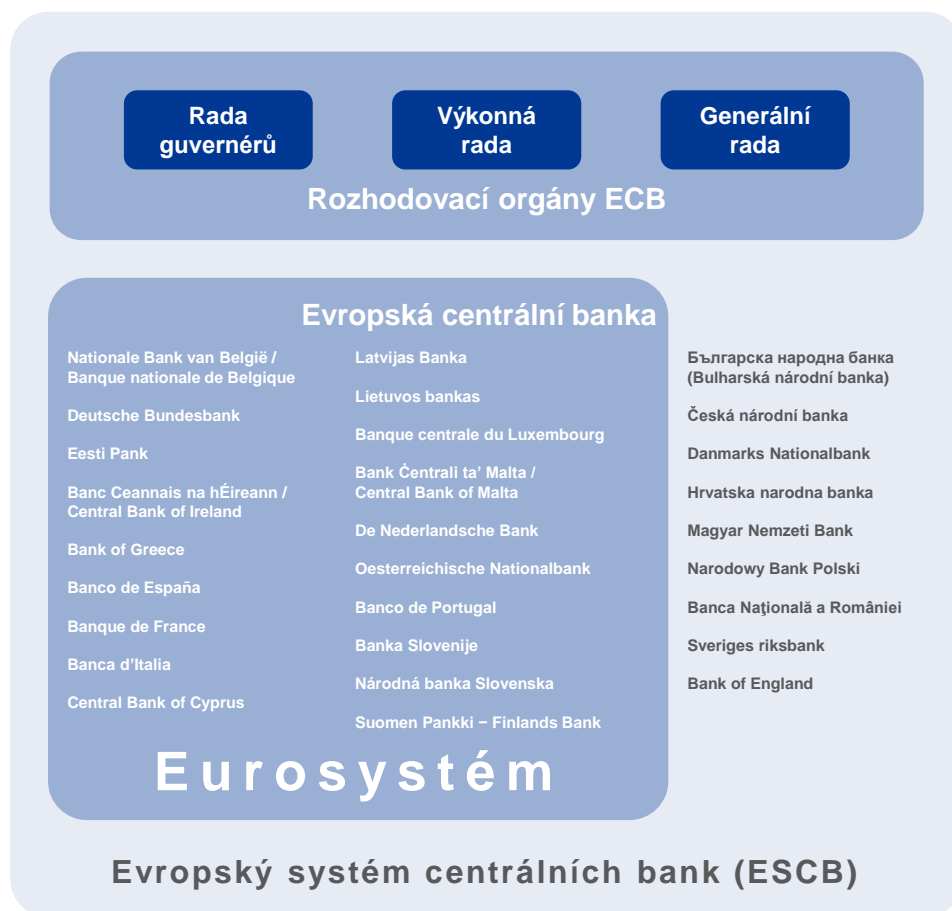 Rada
guvernérů
Výkonná
rada
Generální
rada
Rozhodovací orgány ECB
Evropská centrální banka
Nationale Bank van België /
Banque nationale de Belgique
Deutsche Bundesbank
Eesti Pank
Banc Ceannais na hÉireann /
Central Bank of Ireland
Bank of Greece
Banco de España
Banque de France
Banca d’Italia
Central Bank of Cyprus
Latvijas Banka
Lietuvos bankas
Banque centrale du Luxembourg
Bank Ċentrali ta’ Malta /
Central Bank of Malta
De Nederlandsche Bank
Oesterreichische Nationalbank
Banco de Portugal
Banka Slovenije
Národná banka Slovenska
Suomen Pankki − Finlands Bank
Българска народна банка
(Bulharská národní banka)
Česká národní banka
Danmarks Nationalbank
Hrvatska narodna banka
Magyar Nemzeti Bank
Narodowy Bank Polski
Banca Naţională a României
Sveriges riksbank
Bank of England
Eurosystém
Evropský systém centrálních bank (ESCB)